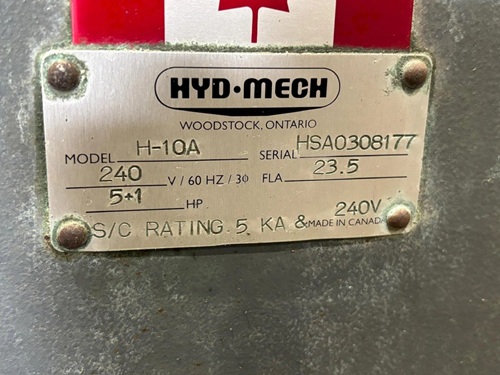 HYD·MECH
WOODSTOCK, ONTARIO
MODEL H-10A SERIAL HSA0308177
240 V / 60 HZ / 3Φ FLA 23.5
5+1 HP
S/C RATING 5 KA & 240V
MADE IN CANADA